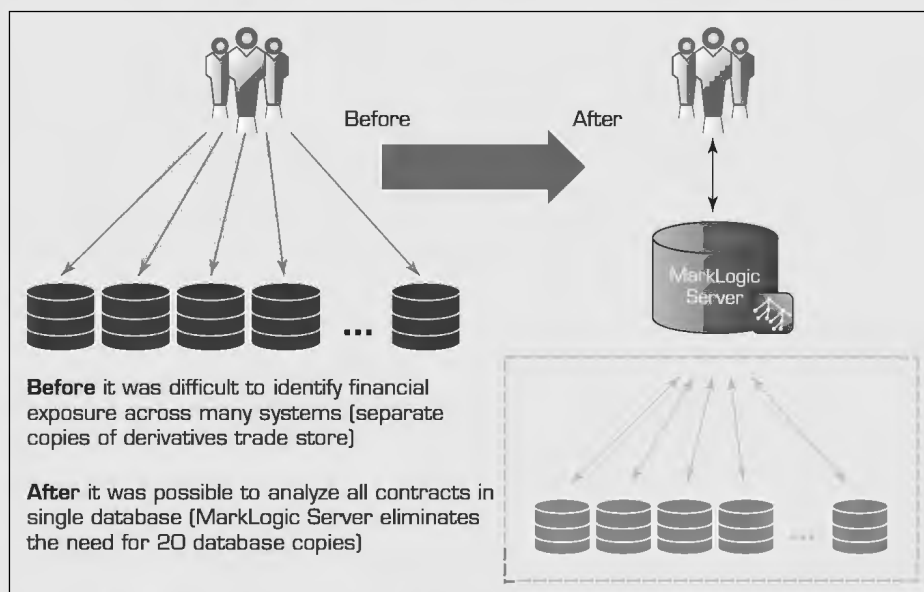 Before
After
MarkLogic
Server
...
...
Before it was difficult to identify financial
exposure across many systems (separate
copies of derivatives trade store)
After it was possible to analyze all contracts in
single database (MarkLogic Server eliminates
the need for 20 database copies)